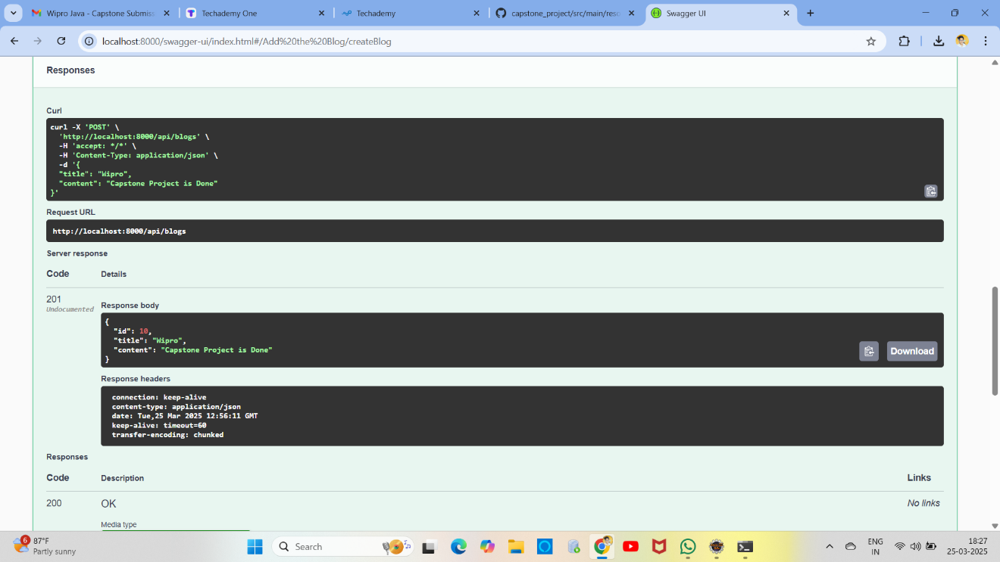 Wipro Java - Capstone Submiss
Techademy One
Techademy
capstone_project/src/main/reso
Swagger UI
localhost:8000/swagger-ui/index.html#/Add%20the%20Blog/createBlog
Responses
Curl
curl -X 'POST' \
'http://localhost:8000/api/blogs' \
-H 'accept: */*' \
-H 'Content-Type: application/json' \
-d '{
"title": "Wipro",
"content": "Capstone Project is Done"
}'
Request URL
http://localhost:8000/api/blogs
Server response
Code Details
201
Undocumented
Response body
{
"id": 10,
"title": "Wipro",
"content": "Capstone Project is Done"
}
Download
Response headers
connection: keep-alive
content-type: application/json
date: Tue,25 Mar 2025 12:56:11 GMT
keep-alive: timeout=60
transfer-encoding: chunked
Responses
Code Description Links
200 OK No links
Media type
6
87°F
Partly sunny
Search
ENG
IN
18:27
25-03-2025